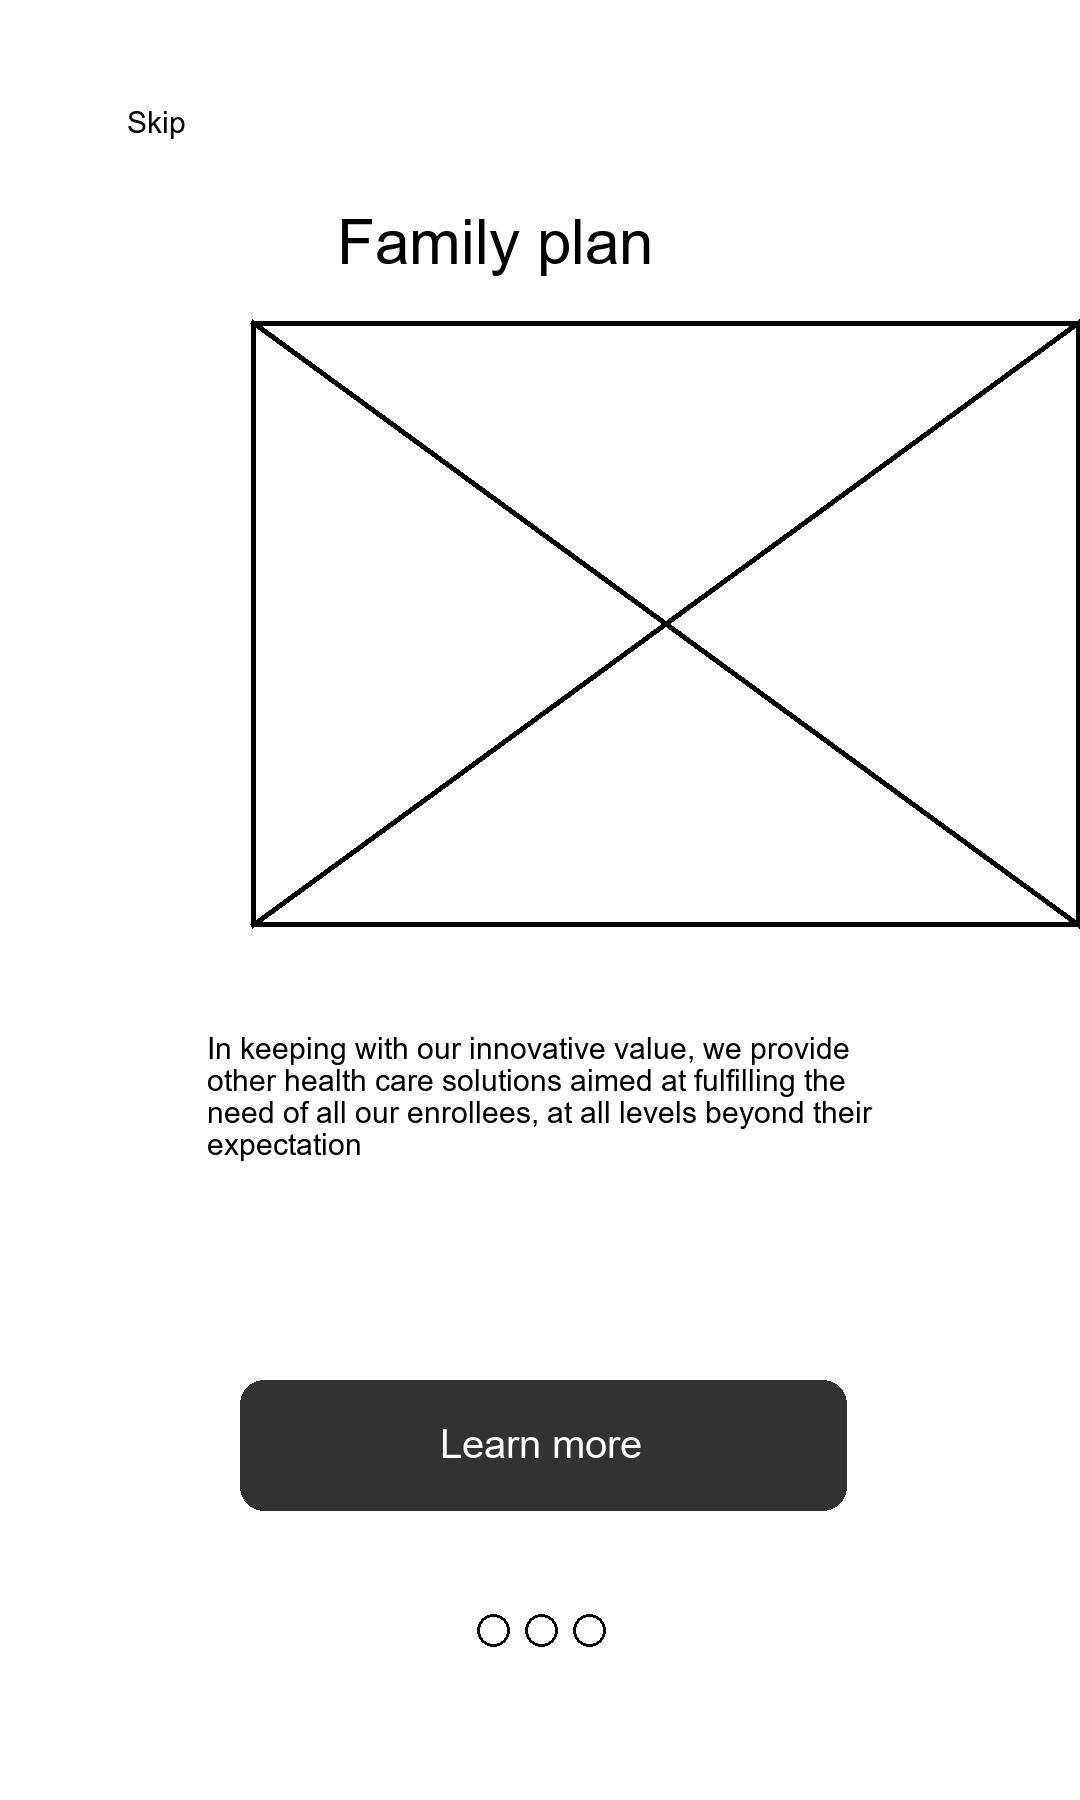 Skip
Family plan
In keeping with our innovative value, we provide
other health care solutions aimed at fulfilling the
need of all our enrollees, at all levels beyond their
expectation
Learn more